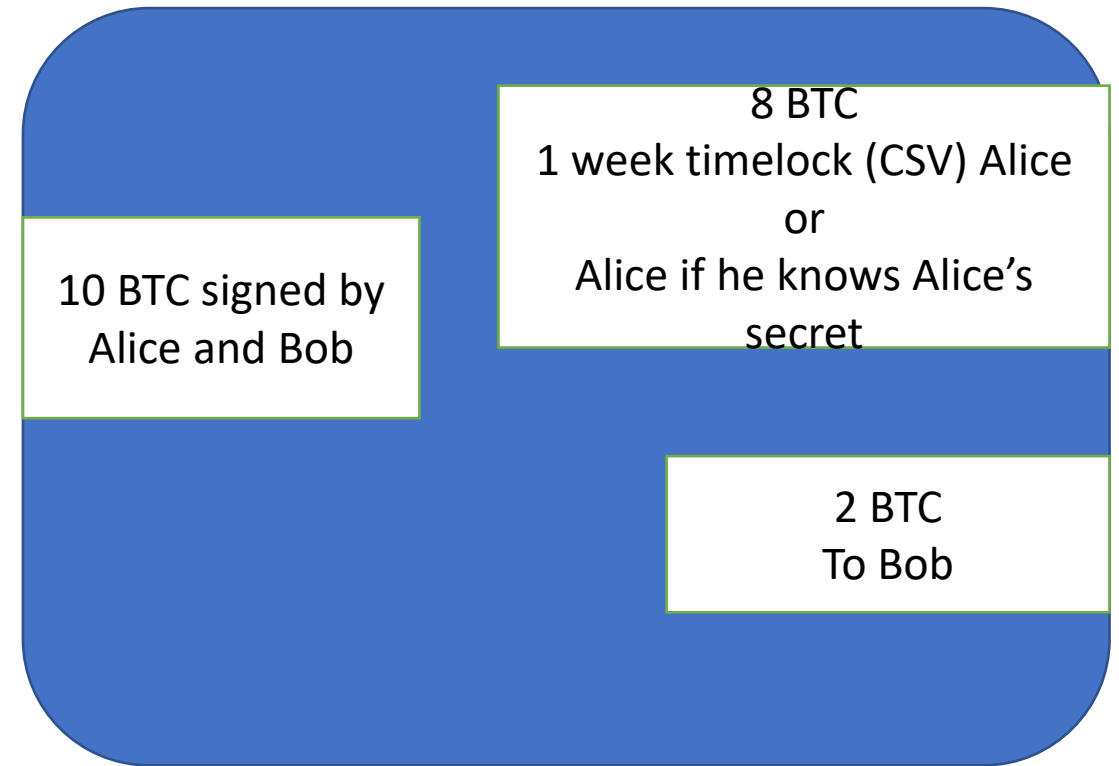 8 BTC
1 week timelock (CSV) Alice
or
Alice if he knows Alice’s
secret
10 BTC signed by
Alice and Bob
2 BTC
To Bob